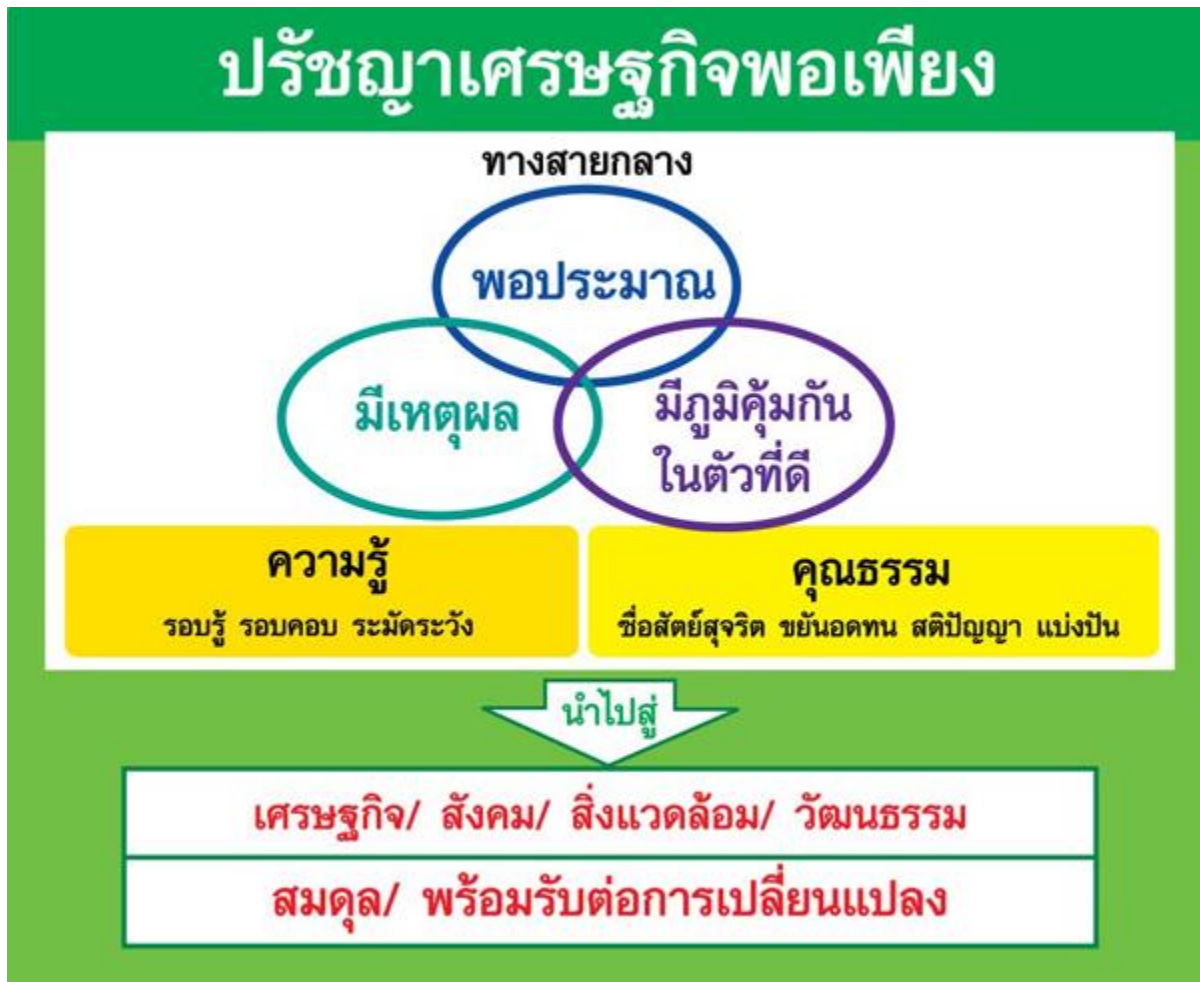 ปรัชญาเศรษฐกิจพอเพียง
ทางสายกลาง
พอประมาณ
มีเหตุผล
มีภูมิคุ้มกัน
ในตัวที่ดี
ความรู้
รอบรู้ รอบคอบ ระมัดระวัง
คุณธรรม
ซื่อสัตย์สุจริต ขยันอดทน สติปัญญา แบ่งปัน
นำไปสู่
เศรษฐกิจ/ สังคม/ สิ่งแวดล้อม/ วัฒนธรรม
สมดุล/ พร้อมรับต่อการเปลี่ยนแปลง